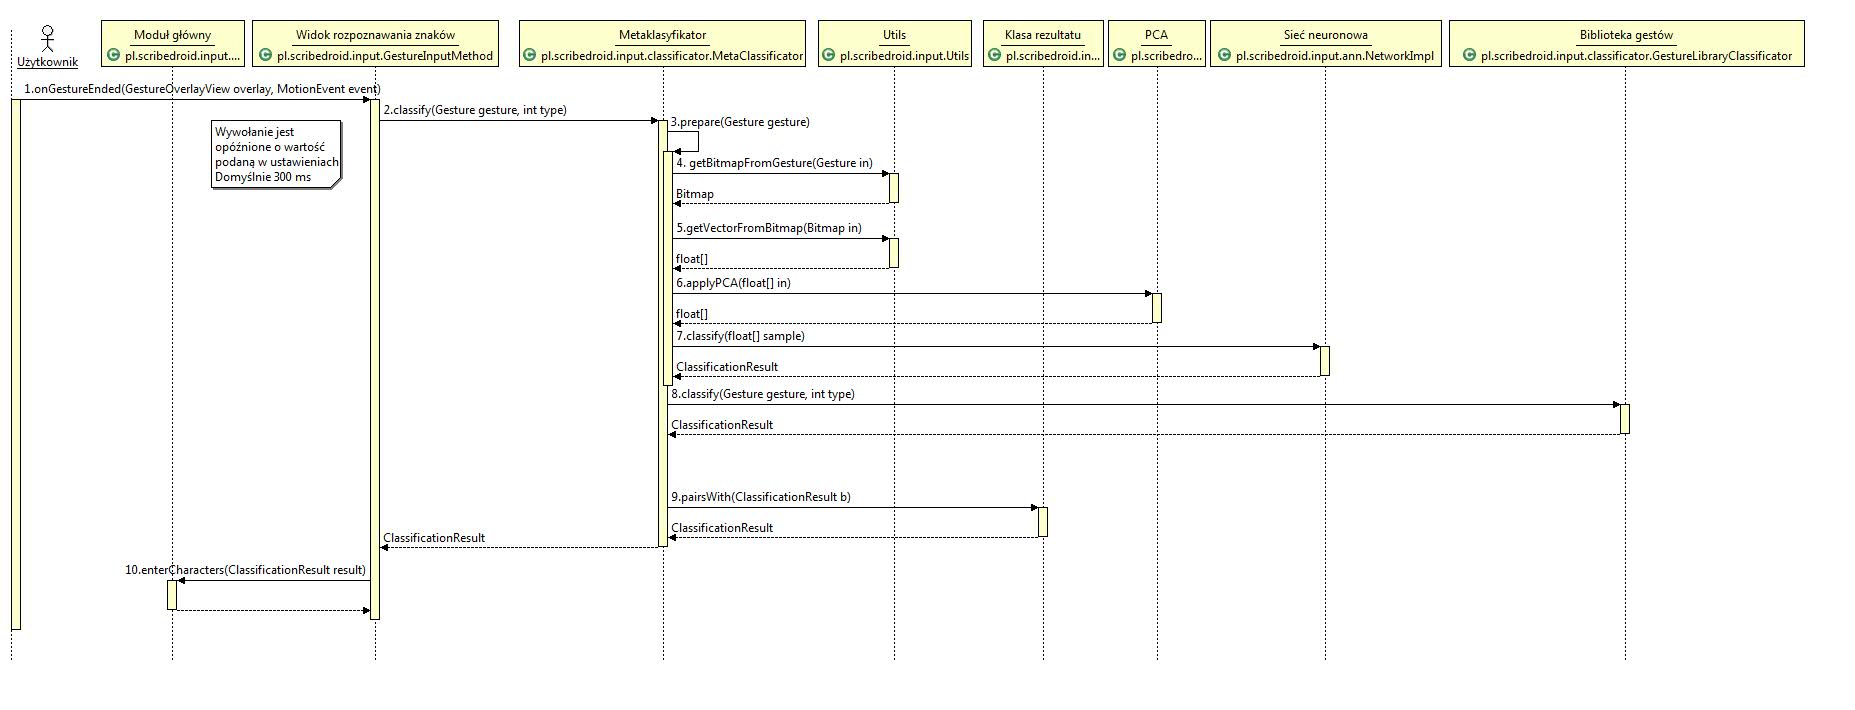 Użytkownik
Moduł główny
pl.scribedroid.input....
Widok rozpoznawania znaków
pl.scribedroid.input.GestureInputMethod
Metaklasyfikator
pl.scribedroid.input.classificator.MetaClassificator
Utils
pl.scribedroid.input.Utils
Klasa rezultatu
pl.scribedroid.in...
PCA
pl.scribedro...
Sieć neuronowa
pl.scribedroid.input.ann.NetworkImpl
Biblioteka gestów
pl.scribedroid.input.classificator.GestureLibraryClassificator
1.onGestureEnded(GestureOverlayView overlay, MotionEvent event)
Wywołanie jest
opóźnione o wartość
podaną w ustawieniach
Domyślnie 300 ms
2.classify(Gesture gesture, int type)
3.prepare(Gesture gesture)
4. getBitmapFromGesture(Gesture in)
Bitmap
5.getVectorFromBitmap(Bitmap in)
float[]
6.applyPCA(float[] in)
float[]
7.classify(float[] sample)
ClassificationResult
8.classify(Gesture gesture, int type)
ClassificationResult
9.pairsWith(ClassificationResult b)
ClassificationResult
ClassificationResult
10.enterCharacters(ClassificationResult result)